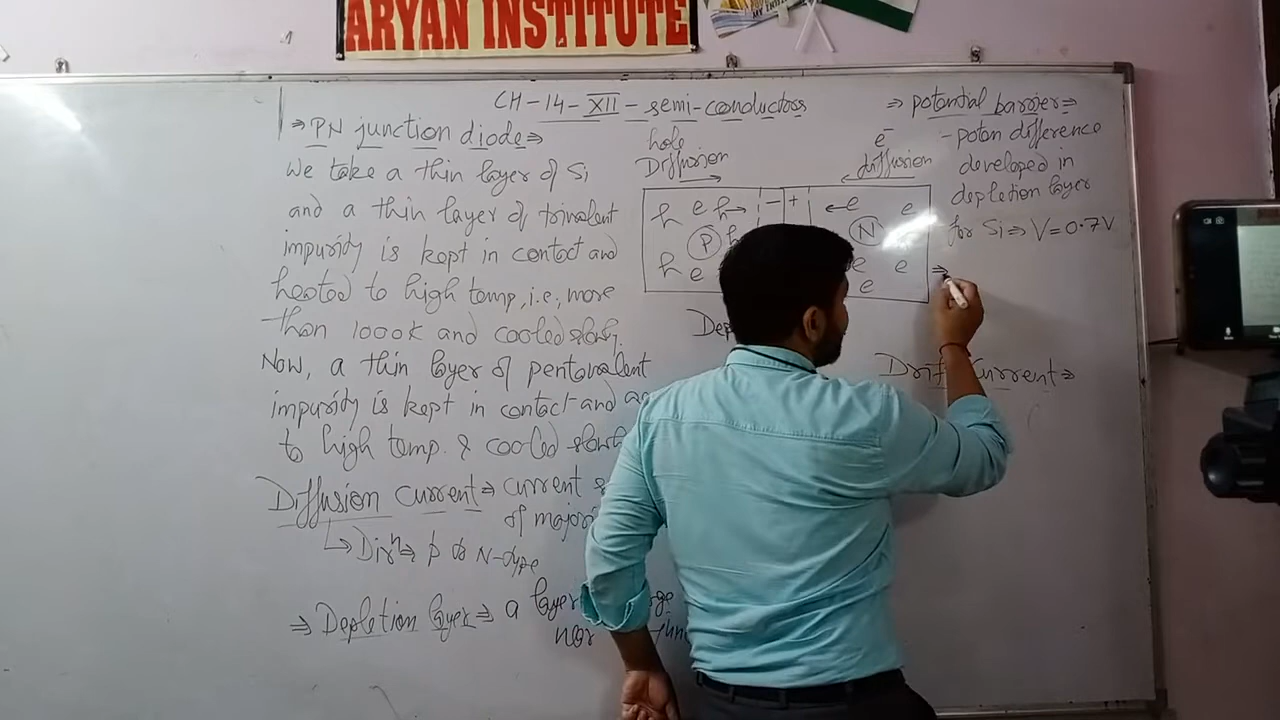 ARYAN INSTITUTE
CH-14-XII-semi-conductors
⇒ PN junction diode ⇒
We take a thin layer of Si
and a thin layer of trivalent
impurity is kept in contact and
heated to high temp, i.e., more
than 1000K and cooled slowly.
Now, a thin layer of pentavalent
impurity is kept in contact and
to high temp. & cooled
Diffusion current ⇒ current
of
↳ Dirⁿ ⇒ p to N-type
⇒ Depletion layer ⇒ a layer
hole
Diffusion →
e⁻
diffusion ←
h e h → - + ← e e
P h N
h e e e
e
Dep
⇒ potential barrier ⇒
- poten difference
developed in
depletion layer
for Si ⇒ V = 0.7V
⇒
Drift Current ⇒